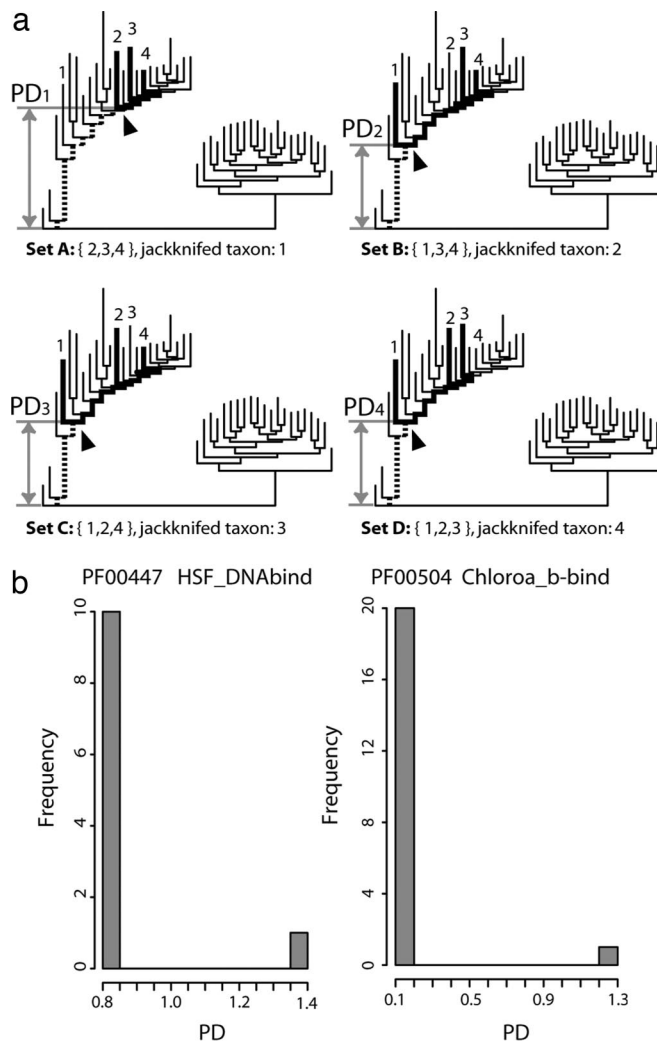 a
1
2
3
4
PD1
Set A: { 2,3,4 }, jackknifed taxon: 1
1
2
3
4
PD2
Set B: { 1,3,4 }, jackknifed taxon: 2
1
2
3
4
PD3
Set C: { 1,2,4 }, jackknifed taxon: 3
1
2
3
4
PD4
Set D: { 1,2,3 }, jackknifed taxon: 4
b
PF00447 HSF_DNAbind
Frequency
10
8
6
4
2
0
0.8 1.0 1.2 1.4
PD
PF00504 Chloroa_b-bind
Frequency
20
16
12
8
4
0
0.1 0.5 0.9 1.3
PD